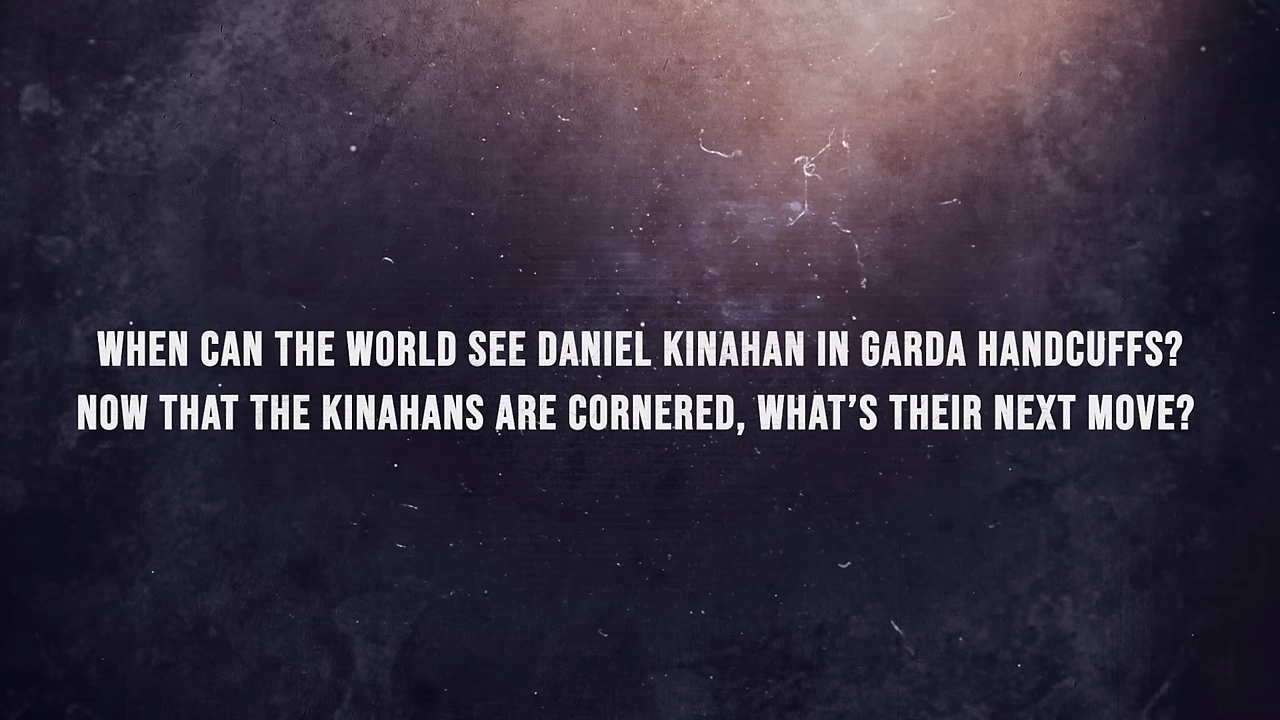 WHEN CAN THE WORLD SEE DANIEL KINAHAN IN GARDA HANDCUFFS?
NOW THAT THE KINAHANS ARE CORNERED, WHAT’S THEIR NEXT MOVE?